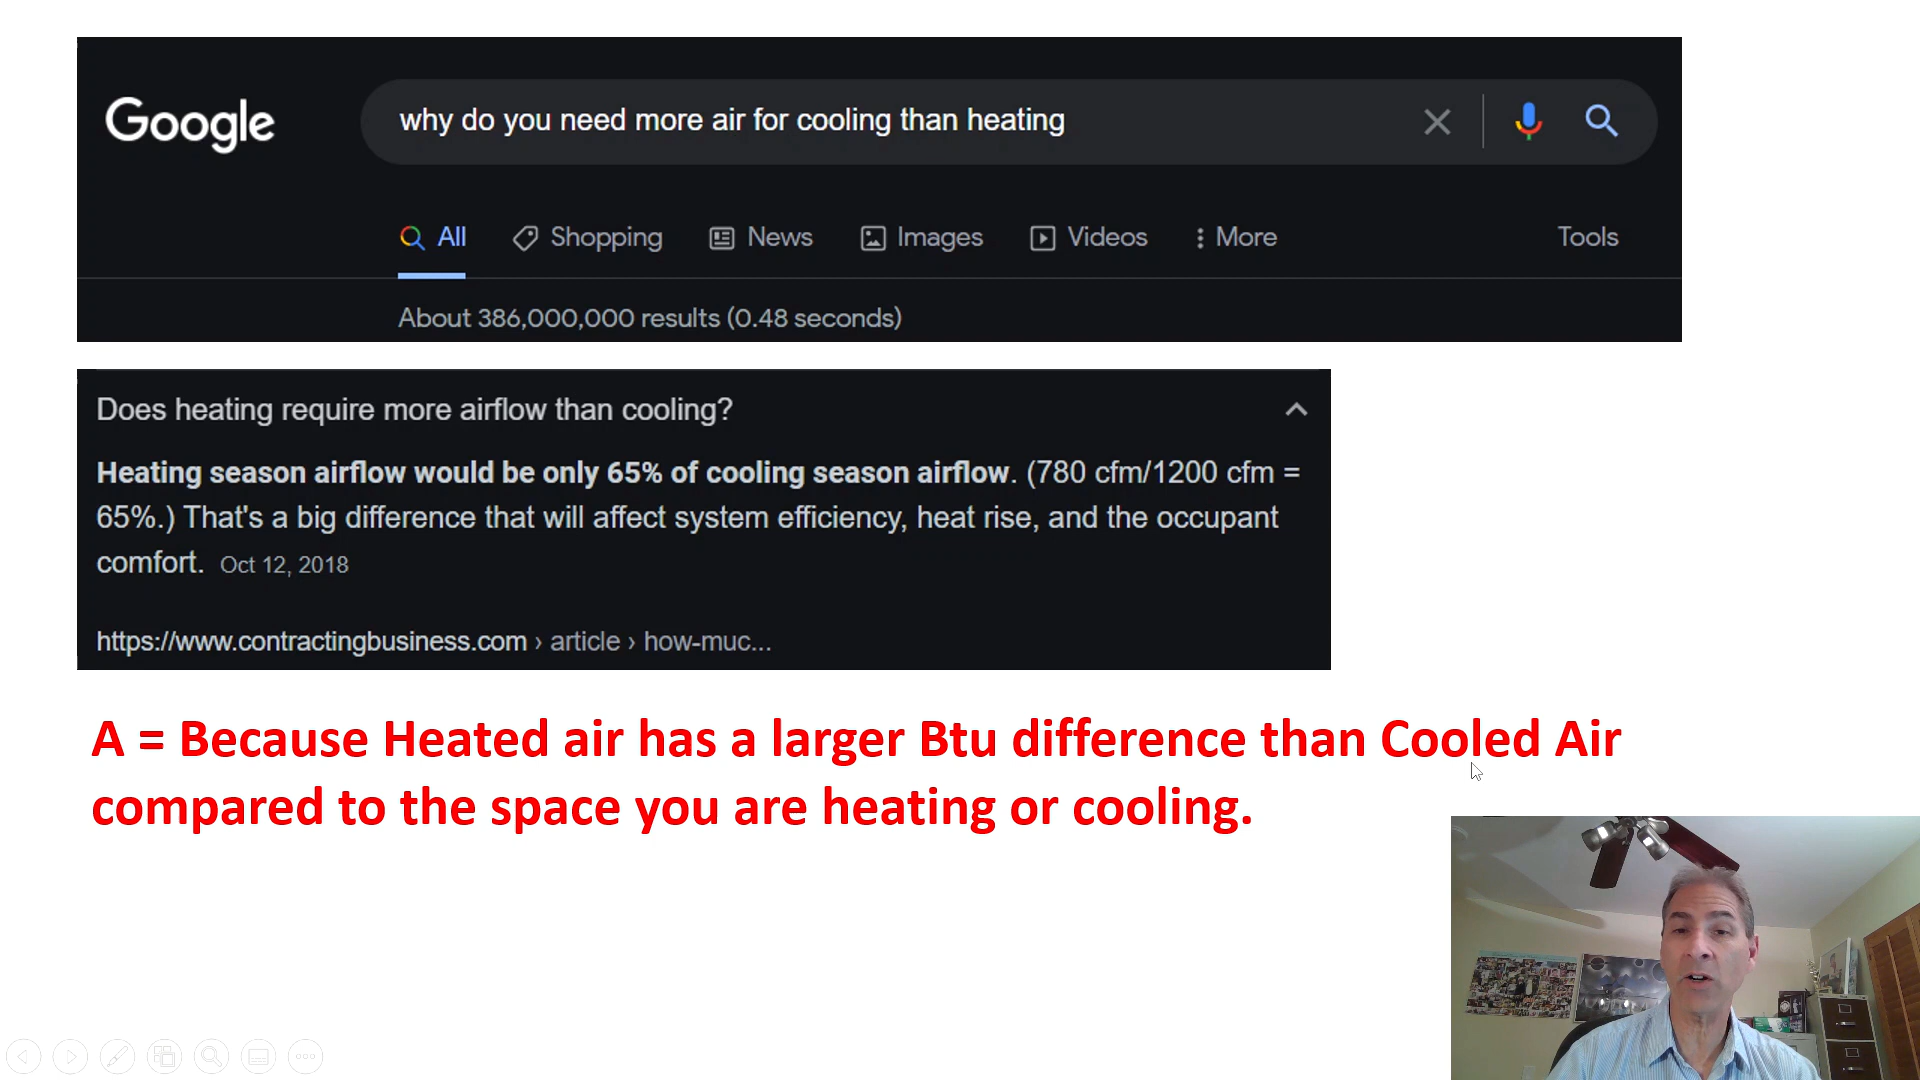 Google
why do you need more air for cooling than heating
All Shopping News Images Videos More Tools
About 386,000,000 results (0.48 seconds)
Does heating require more airflow than cooling?
Heating season airflow would be only 65% of cooling season airflow. (780 cfm/1200 cfm =
65%.) That's a big difference that will affect system efficiency, heat rise, and the occupant
comfort. Oct 12, 2018
https://www.contractingbusiness.com › article › how-muc...
A = Because Heated air has a larger Btu difference than Cooled Air
compared to the space you are heating or cooling.